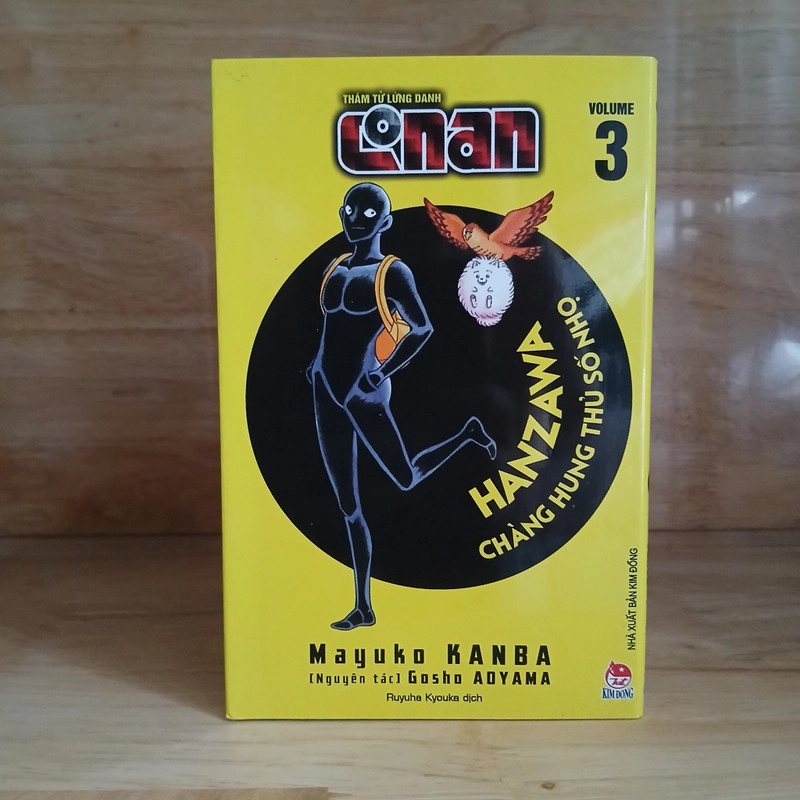 THÁM TỬ LỪNG DANH
Conan
VOLUME
3
HANZAWA
CHÀNG HUNG THỦ SỐ NHỌ
NHÀ XUẤT BẢN KIM ĐỒNG
Mayuko KANBA
[Nguyên tác] Gosho AOYAMA
Ruyuha Kyouka dịch
KIM ĐỒNG